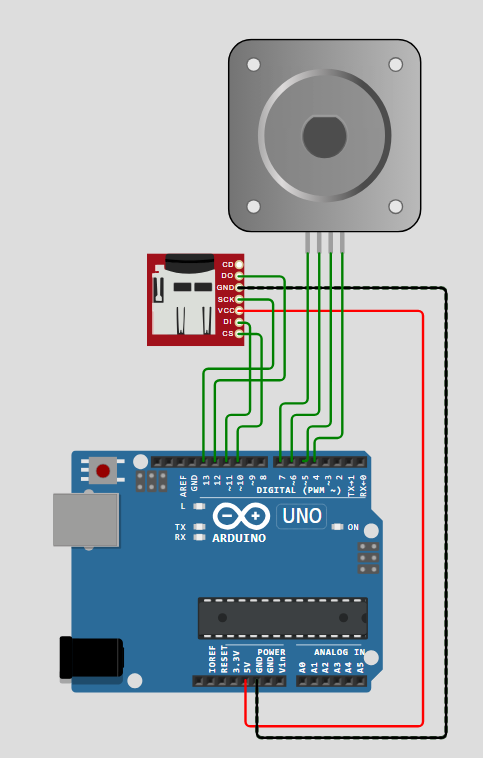 CD
DO
GND
SCK
VCC
DI
CS
AREF
GND
13
12
~11
~10
~9
8
7
~6
~5
4
~3
2
TX→1
RX←0
DIGITAL (PWM ~)
L
TX
RX
UNO
ON
ARDUINO
IOREF
RESET
3.3V
5V
GND
GND
Vin
POWER
ANALOG IN
A0
A1
A2
A3
A4
A5